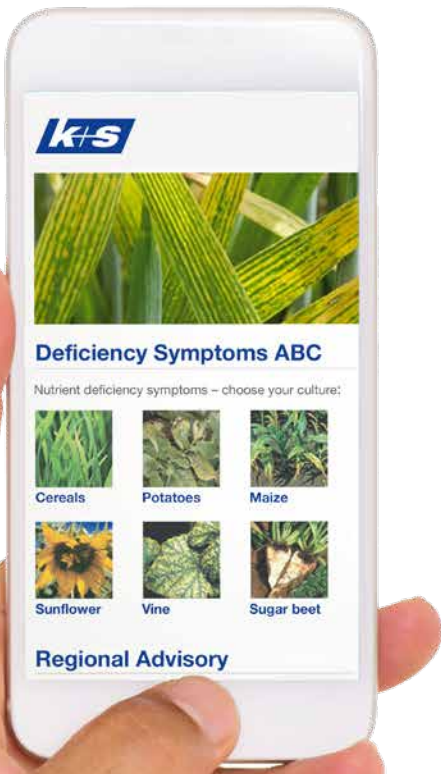 k+s
Deficiency Symptoms ABC
Nutrient deficiency symptoms – choose your culture:
Cereals Potatoes Maize
Sunflower Vine Sugar beet
Regional Advisory